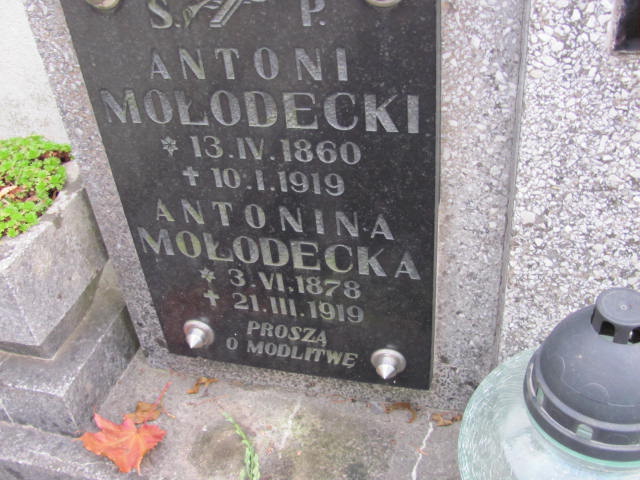 S. P.
ANTONI
MOŁODECKI
* 13.IV.1860
+ 10.I.1919
ANTONINA
MOŁODECKA
* 3.VI.1878
+ 21.III.1919
PROSZĄ
O MODLITWĘ